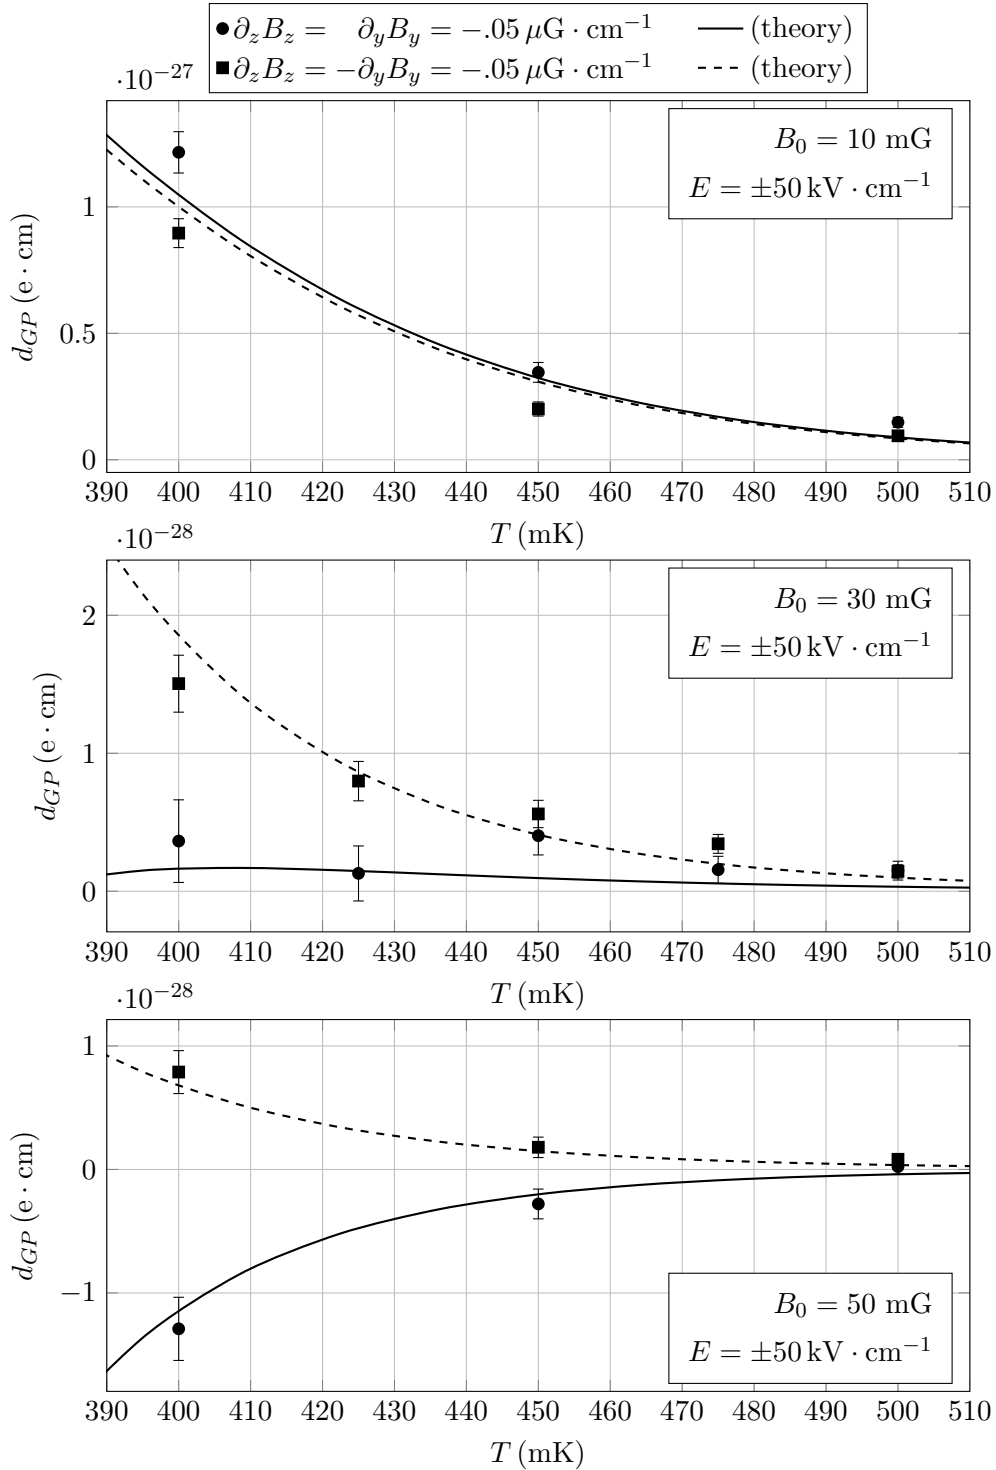 ∂zBz = ∂yBy = −.05 μG · cm⁻¹ (theory)
∂zBz = −∂yBy = −.05 μG · cm⁻¹ (theory)
·10⁻²⁷
B₀ = 10 mG
E = ±50 kV · cm⁻¹
1
0.5
0
d_GP (e · cm)
390 400 410 420 430 440 450 460 470 480 490 500 510
T (mK)
·10⁻²⁸
B₀ = 30 mG
E = ±50 kV · cm⁻¹
2
1
0
d_GP (e · cm)
390 400 410 420 430 440 450 460 470 480 490 500 510
T (mK)
·10⁻²⁸
1
0
−1
d_GP (e · cm)
B₀ = 50 mG
E = ±50 kV · cm⁻¹
390 400 410 420 430 440 450 460 470 480 490 500 510
T (mK)